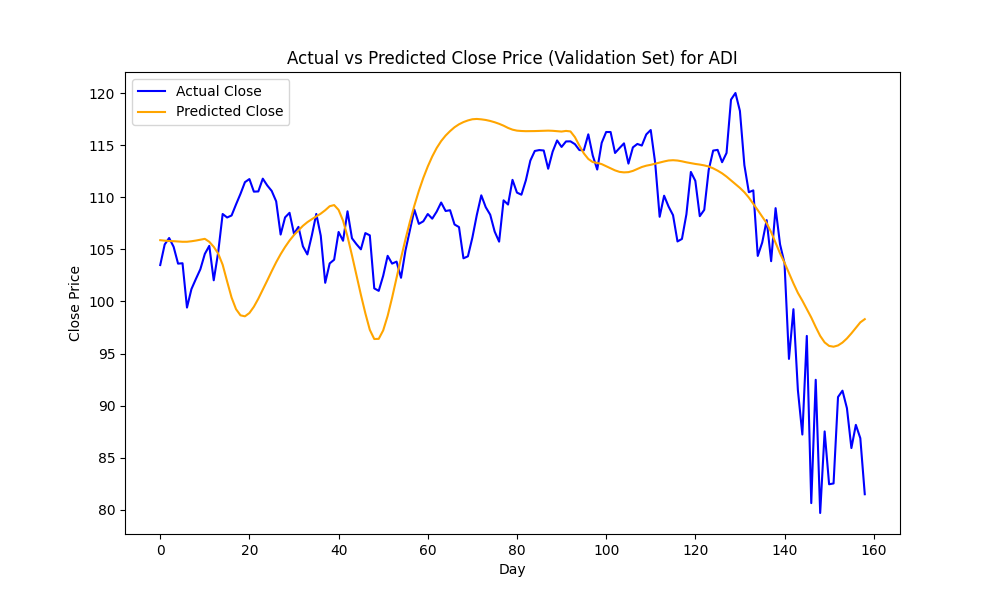 Actual vs Predicted Close Price (Validation Set) for ADI
Actual Close
Predicted Close
Close Price
120
115
110
105
100
95
90
85
80
0 20 40 60 80 100 120 140 160
Day